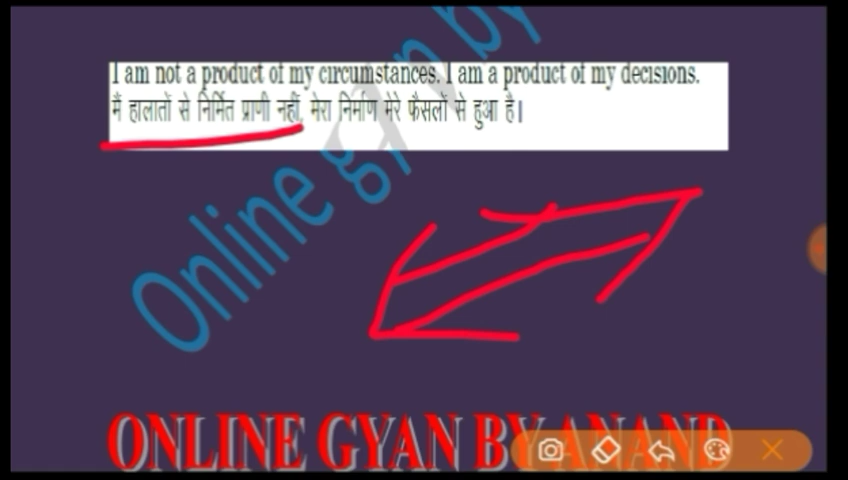 I am not a product of my circumstances. I am a product of my decisions.
मैं हालातों से निर्मित प्राणी नहीं, मेरा निर्माण मेरे फैसलों से हुआ है।
Online gyan by
ONLINE GYAN BY ANAND